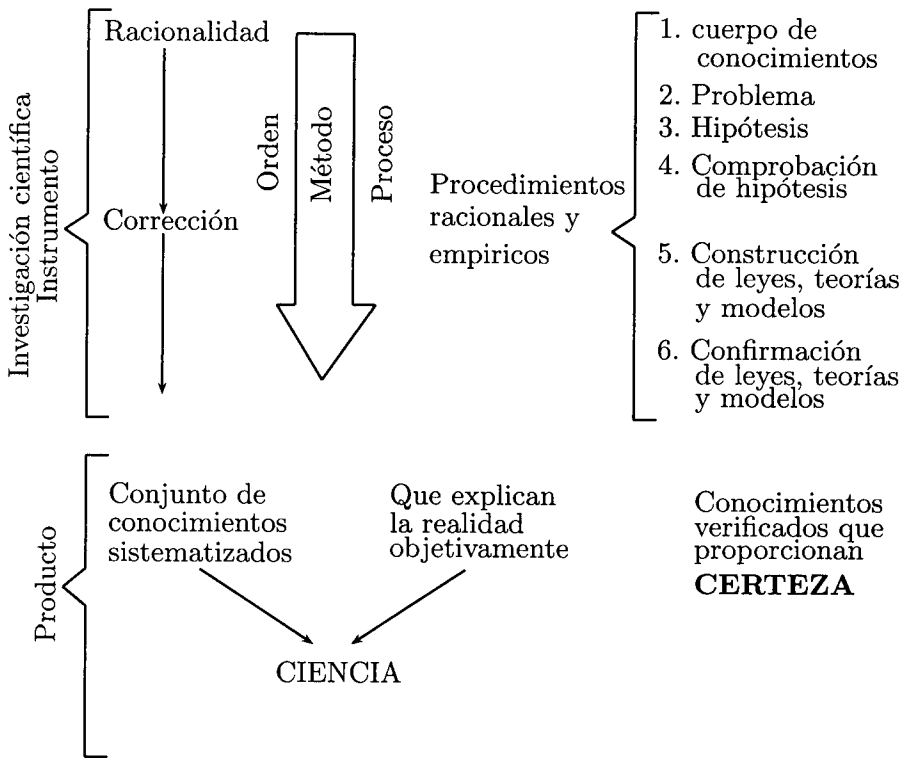 Investigación científica
Instrumento
Racionalidad
Corrección
Orden
Método
Proceso
Procedimientos
racionales y
empiricos
1. cuerpo de
conocimientos
2. Problema
3. Hipótesis
4. Comprobación
de hipótesis
5. Construcción
de leyes, teorías
y modelos
6. Confirmación
de leyes, teorías
y modelos
Producto
Conjunto de
conocimientos
sistematizados
Que explican
la realidad
objetivamente
CIENCIA
Conocimientos
verificados que
proporcionan
CERTEZA